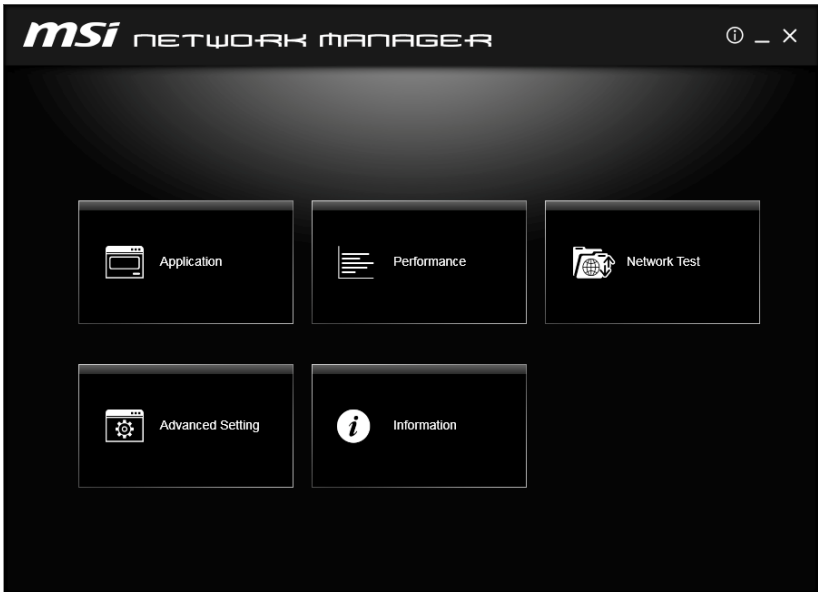 msi NETWORK MANAGER
Application
Performance
Network Test
Advanced Setting
Information